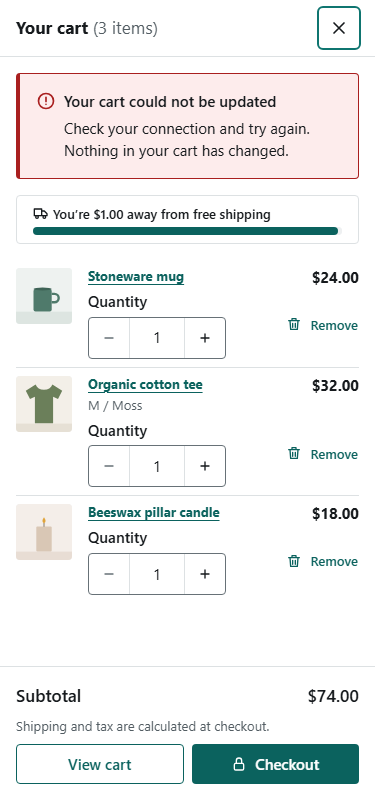 Your cart (3 items)
Your cart could not be updated
Check your connection and try again.
Nothing in your cart has changed.
You’re $1.00 away from free shipping
Stoneware mug $24.00
Quantity
− 1 + Remove
Organic cotton tee $32.00
M / Moss
Quantity
− 1 + Remove
Beeswax pillar candle $18.00
Quantity
− 1 + Remove
Subtotal $74.00
Shipping and tax are calculated at checkout.
View cart Checkout